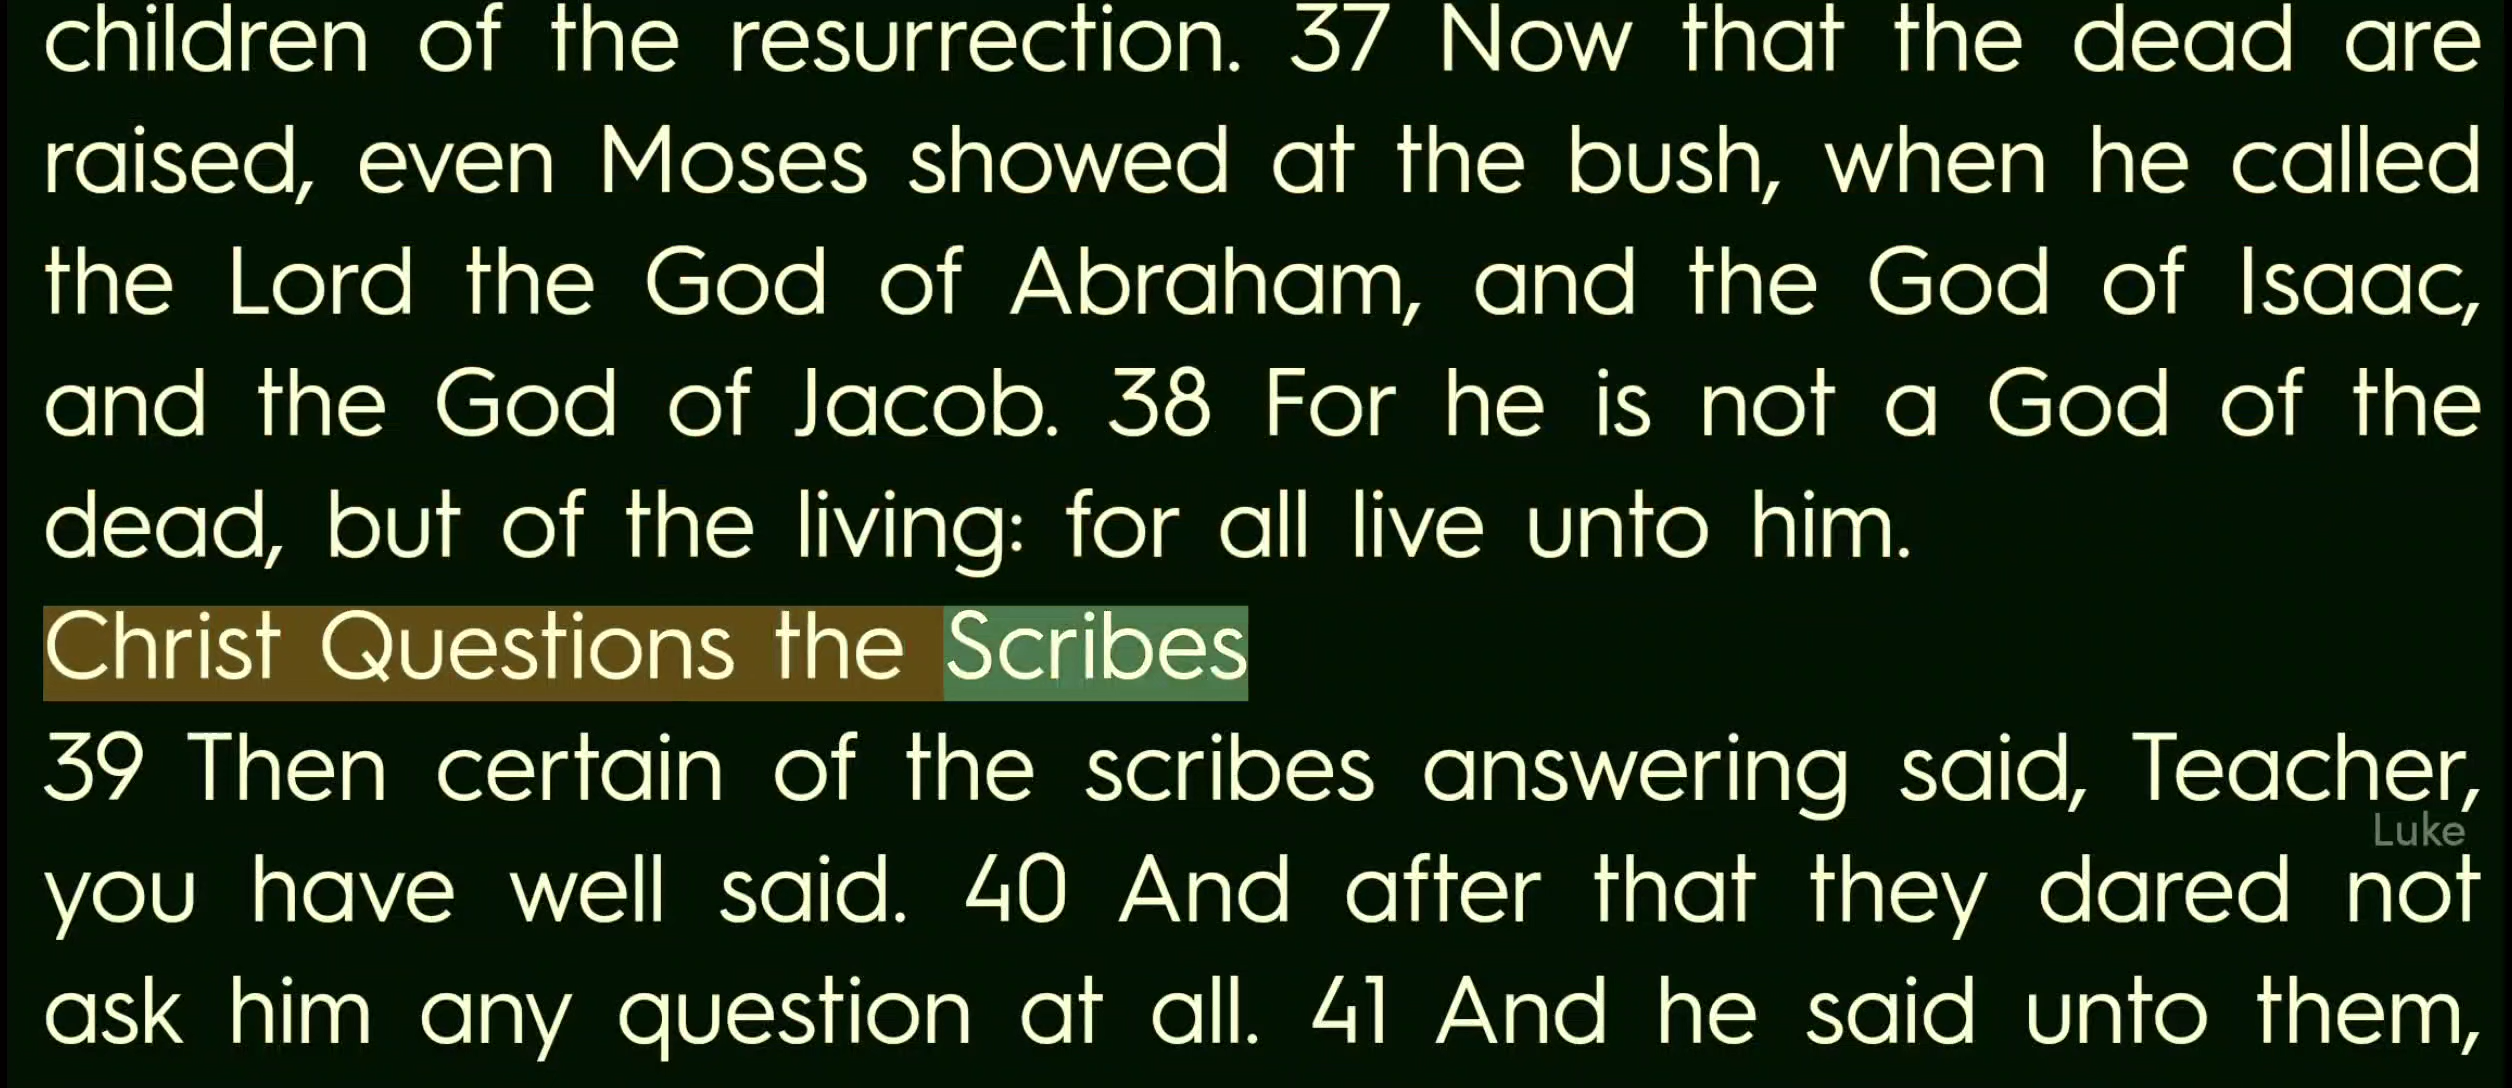 children of the resurrection. 37 Now that the dead are
raised, even Moses showed at the bush, when he called
the Lord the God of Abraham, and the God of Isaac,
and the God of Jacob. 38 For he is not a God of the
dead, but of the living: for all live unto him.
Christ Questions the Scribes
39 Then certain of the scribes answering said, Teacher,
Luke
you have well said. 40 And after that they dared not
ask him any question at all. 41 And he said unto them,